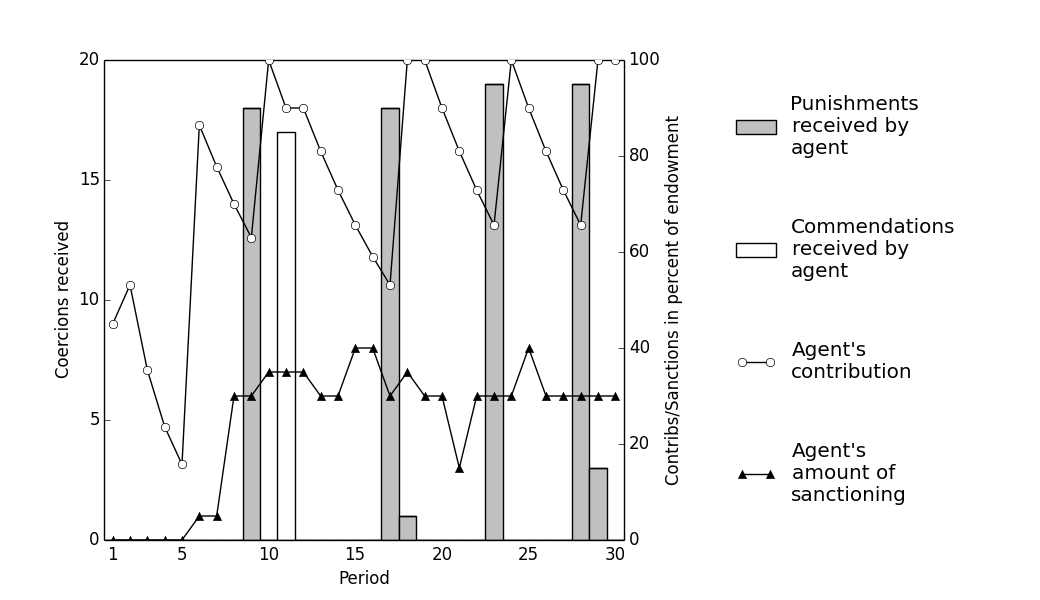 20
15
10
5
0
Coercions received
1 5 10 15 20 25 30
Period
100
80
60
40
20
0
Contribs/Sanctions in percent of endowment
Punishments
received by
agent
Commendations
received by
agent
Agent's
contribution
Agent's
amount of
sanctioning